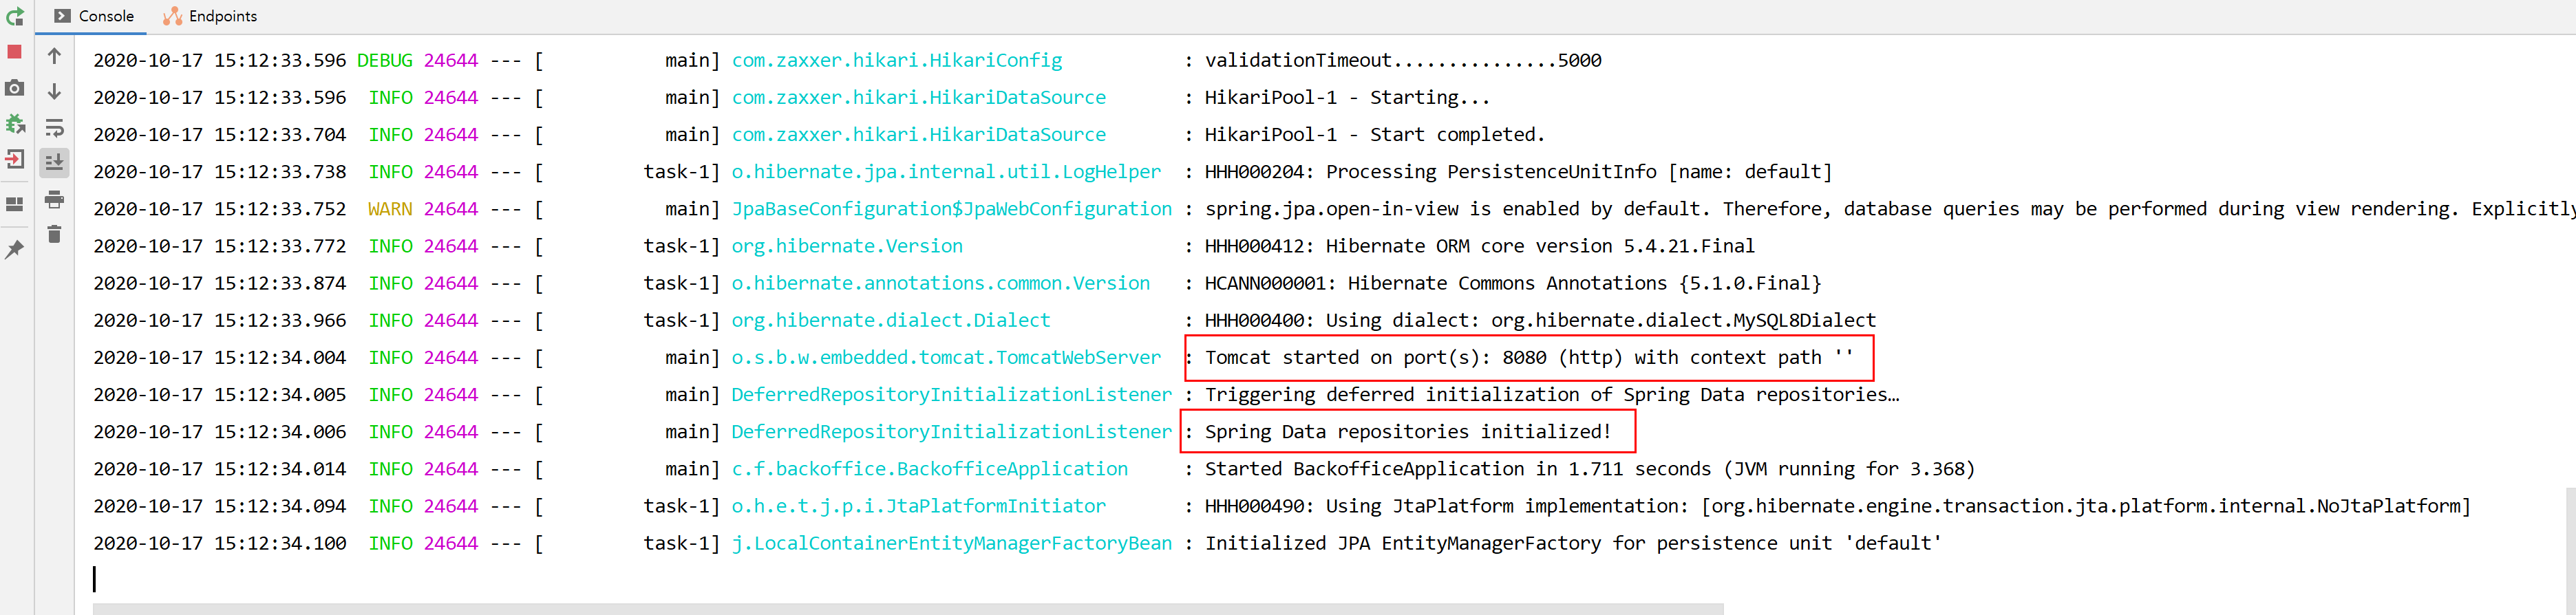 Console Endpoints
2020-10-17 15:12:33.596 DEBUG 24644 --- [           main] com.zaxxer.hikari.HikariConfig           : validationTimeout...............5000
2020-10-17 15:12:33.596  INFO 24644 --- [           main] com.zaxxer.hikari.HikariDataSource       : HikariPool-1 - Starting...
2020-10-17 15:12:33.704  INFO 24644 --- [           main] com.zaxxer.hikari.HikariDataSource       : HikariPool-1 - Start completed.
2020-10-17 15:12:33.738  INFO 24644 --- [         task-1] o.hibernate.jpa.internal.util.LogHelper  : HHH000204: Processing PersistenceUnitInfo [name: default]
2020-10-17 15:12:33.752  WARN 24644 --- [           main] JpaBaseConfiguration$JpaWebConfiguration : spring.jpa.open-in-view is enabled by default. Therefore, database queries may be performed during view rendering. Explicitly
2020-10-17 15:12:33.772  INFO 24644 --- [         task-1] org.hibernate.Version                    : HHH000412: Hibernate ORM core version 5.4.21.Final
2020-10-17 15:12:33.874  INFO 24644 --- [         task-1] o.hibernate.annotations.common.Version   : HCANN000001: Hibernate Commons Annotations {5.1.0.Final}
2020-10-17 15:12:33.966  INFO 24644 --- [         task-1] org.hibernate.dialect.Dialect            : HHH000400: Using dialect: org.hibernate.dialect.MySQL8Dialect
2020-10-17 15:12:34.004  INFO 24644 --- [           main] o.s.b.w.embedded.tomcat.TomcatWebServer  : Tomcat started on port(s): 8080 (http) with context path ''
2020-10-17 15:12:34.005  INFO 24644 --- [           main] DeferredRepositoryInitializationListener : Triggering deferred initialization of Spring Data repositories…
2020-10-17 15:12:34.006  INFO 24644 --- [           main] DeferredRepositoryInitializationListener : Spring Data repositories initialized!
2020-10-17 15:12:34.014  INFO 24644 --- [           main] c.f.backoffice.BackofficeApplication     : Started BackofficeApplication in 1.711 seconds (JVM running for 3.368)
2020-10-17 15:12:34.094  INFO 24644 --- [         task-1] o.h.e.t.j.p.i.JtaPlatformInitiator       : HHH000490: Using JtaPlatform implementation: [org.hibernate.engine.transaction.jta.platform.internal.NoJtaPlatform]
2020-10-17 15:12:34.100  INFO 24644 --- [         task-1] j.LocalContainerEntityManagerFactoryBean : Initialized JPA EntityManagerFactory for persistence unit 'default'